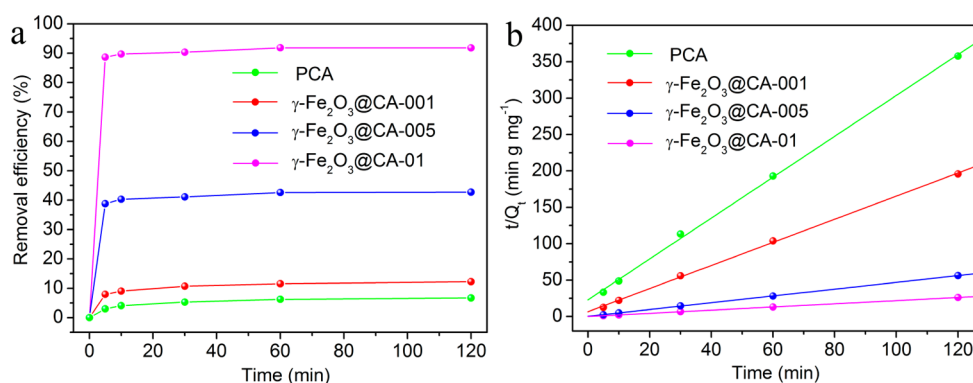 a
Removal efficiency (%)
100
90
80
70
60
50
40
30
20
10
0
PCA
γ-Fe₂O₃@CA-001
γ-Fe₂O₃@CA-005
γ-Fe₂O₃@CA-01
0 20 40 60 80 100 120
Time (min)
b
t/Qₜ (min g mg⁻¹)
400
350
300
250
200
150
100
50
0
PCA
γ-Fe₂O₃@CA-001
γ-Fe₂O₃@CA-005
γ-Fe₂O₃@CA-01
0 20 40 60 80 100 120
Time (min)